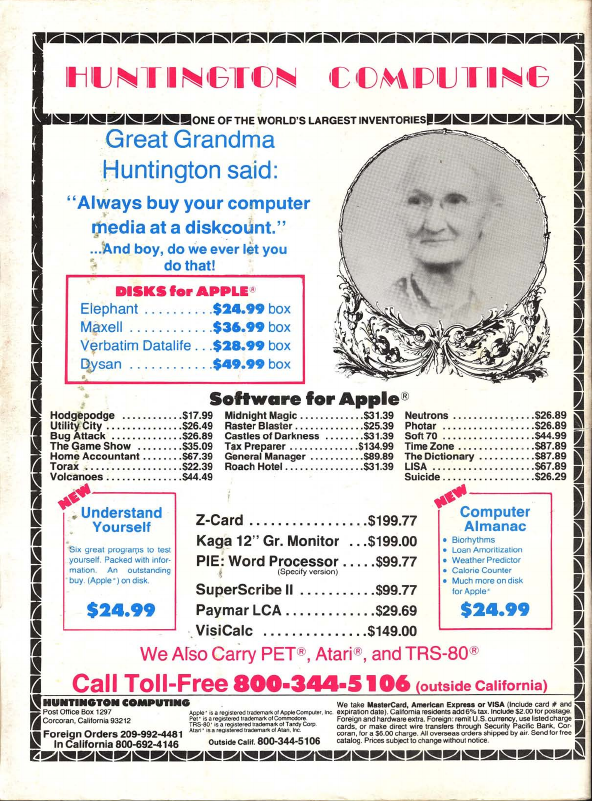 HUNTINGTON COMPUTING
ONE OF THE WORLD'S LARGEST INVENTORIES
Great Grandma
Huntington said:
"Always buy your computer
media at a diskcount."
...And boy, do we ever let you
do that!
DISKS for APPLE®
Elephant ..........$24.99 box
Maxell ............$36.99 box
Verbatim Datalife ...$28.99 box
Dysan .............$49.99 box
Software for Apple®
Hodgepodge ...........$17.99
Utility City ...............$26.49
Bug Attack ..............$26.89
The Game Show .......$35.09
Home Accountant ......$67.39
Torax ...................$22.39
Volcanoes ..............$44.49
Midnight Magic ..........$31.39
Raster Blaster ...........$25.39
Castles of Darkness .....$31.39
Tax Preparer ...........$134.99
General Manager ........$89.89
Roach Hotel .............$31.39
Neutrons ................$26.89
Photar ..................$26.89
Soft 70 .................$44.99
Time Zone ..............$87.89
The Dictionary ..........$87.89
LISA ...................$67.89
Suicide .................$26.29
NEW
Understand
Yourself
Six great programs to test
yourself. Packed with infor-
mation. An outstanding
buy. (Apple®) on disk.
$24.99
Z-Card ................$199.77
Kaga 12" Gr. Monitor ...$199.00
PIE: Word Processor .....$99.77
(Specify version)
SuperScribe II ..........$99.77
Paymar LCA ............$29.69
VisiCalc ..............$149.00
NEW
Computer
Almanac
• Biorhythms
• Loan Amoritization
• Weather Predictor
• Calorie Counter
• Much more on disk
for Apple®
$24.99
We Also Carry PET®, Atari®, and TRS-80®
Call Toll-Free 800-344-5106 (outside California)
HUNTINGTON COMPUTING
Post Office Box 1297
Corcoran, California 93212
Foreign Orders 209-992-4481
In California 800-692-4146
Apple® is a registered trademark of Apple Computer, Inc.
Pet® is a registered trademark of Commodore.
TRS-80® is a registered trademark of Tandy Corp.
Atari® is a registered trademark of Atari, Inc.
Outside Calif. 800-344-5106
We take MasterCard, American Express or VISA (Include card # and
expiration date). California residents add 6% tax. Include $2.00 for postage.
Foreign and hardware extra. Foreign: remit U.S. currency, use listed charge
cards, or make direct wire transfers through Security Pacific Bank, Cor-
coran, for a $6.00 charge. All overseas orders shipped by air. Send for free
catalog. Prices subject to change without notice.